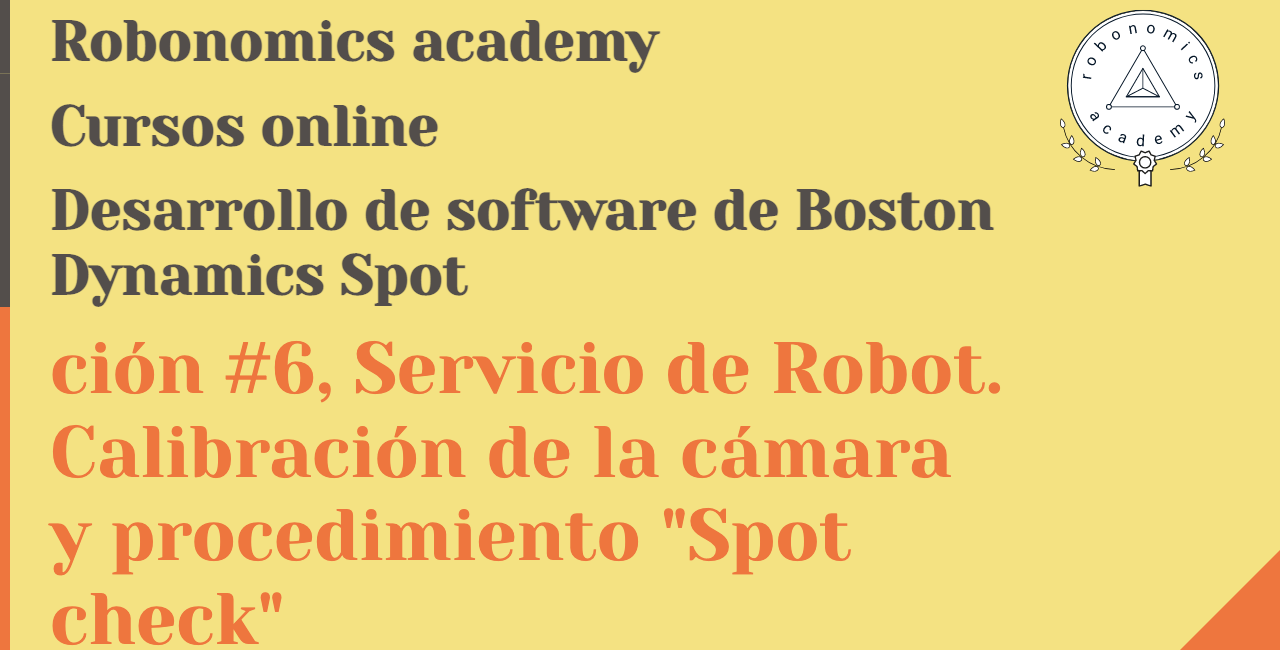 Robonomics academy
Cursos online
Desarrollo de software de Boston
Dynamics Spot
ción #6, Servicio de Robot.
Calibración de la cámara
y procedimiento "Spot
check"
robonomics
academy